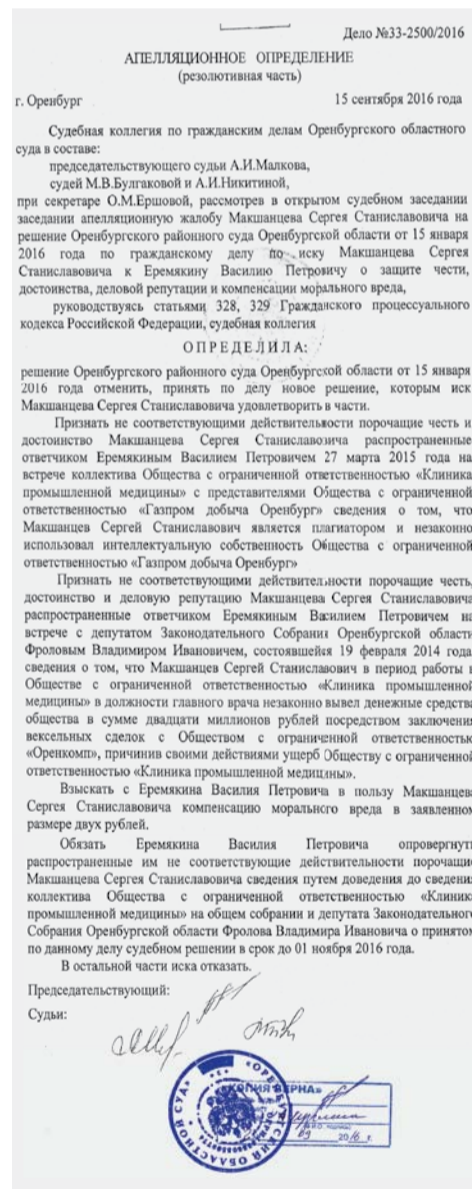 Дело №33-2500/2016
АПЕЛЛЯЦИОННОЕ ОПРЕДЕЛЕНИЕ
(резолютивная часть)
г. Оренбург 15 сентября 2016 года
Судебная коллегия по гражданским делам Оренбургского областного
суда в составе:
председательствующего судьи А.И.Малкова,
судей М.В.Булгаковой и А.И.Никитиной,
при секретаре О.М.Ершовой, рассмотрев в открытом судебном заседании
заседании апелляционную жалобу Макшанцева Сергея Станиславовича на
решение Оренбургского районного суда Оренбургской области от 15 января
2016 года по гражданскому делу по иску Макшанцева Сергея
Станиславовича к Еремякину Василию Петровичу о защите чести,
достоинства, деловой репутации и компенсации морального вреда,
руководствуясь статьями 328, 329 Гражданского процессуального
кодекса Российской Федерации, судебная коллегия
ОПРЕДЕЛИЛА:
решение Оренбургского районного суда Оренбургской области от 15 января
2016 года отменить, принять по делу новое решение, которым иск
Макшанцева Сергея Станиславовича удовлетворить в части.
Признать не соответствующими действительности порочащие честь и
достоинство Макшанцева Сергея Станиславовича распространенные
ответчиком Еремякиным Василием Петровичем 27 марта 2015 года на
встрече коллектива Общества с ограниченной ответственностью «Клиника
промышленной медицины» с представителями Общества с ограниченной
ответственностью «Газпром добыча Оренбург» сведения о том, что
Макшанцев Сергей Станиславович является плагиатором и незаконно
использовал интеллектуальную собственность Общества с ограниченной
ответственностью «Газпром добыча Оренбург»
Признать не соответствующими действительности порочащие честь,
достоинство и деловую репутацию Макшанцева Сергея Станиславовича
распространенные ответчиком Еремякиным Василием Петровичем на
встрече с депутатом Законодательного Собрания Оренбургской области
Фроловым Владимиром Ивановичем, состоявшейся 19 февраля 2014 года
сведения о том, что Макшанцев Сергей Станиславович в период работы в
Обществе с ограниченной ответственностью «Клиника промышленной
медицины» в должности главного врача незаконно вывел денежные средства
общества в сумме двадцати миллионов рублей посредством заключения
вексельных сделок с Обществом с ограниченной ответственностью
«Оренкомп», причинив своими действиями ущерб Обществу с ограниченной
ответственностью «Клиника промышленной медицины».
Взыскать с Еремякина Василия Петровича в пользу Макшанцева
Сергея Станиславовича компенсацию морального вреда в заявленном
размере двух рублей.
Обязать Еремякина Василия Петровича опровергнуть
распространенные им не соответствующие действительности порочащие
Макшанцева Сергея Станиславовича сведения путем доведения до сведения
коллектива Общества с ограниченной ответственностью «Клиника
промышленной медицины» на общем собрании и депутата Законодательного
Собрания Оренбургской области Фролова Владимира Ивановича о принятом
по данному делу судебном решении в срок до 01 ноября 2016 года.
В остальной части иска отказать.
Председательствующий:
Судьи:
«КОПИЯ ВЕРНА»
ОРЕНБУРГСКИЙ ОБЛАСТНОЙ СУД
09 2016 г.